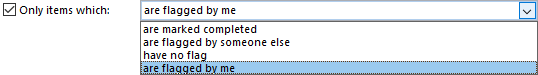 Only items which: are flagged by me
are marked completed
are flagged by someone else
have no flag
are flagged by me